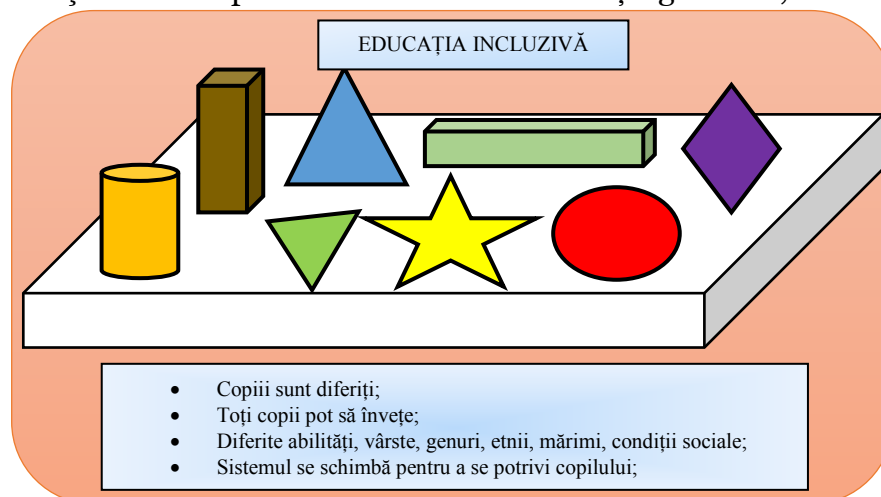 EDUCAȚIA INCLUZIVĂ
• Copiii sunt diferiți;
• Toți copii pot să învețe;
• Diferite abilități, vârste, genuri, etnii, mărimi, condiții sociale;
• Sistemul se schimbă pentru a se potrivi copilului;